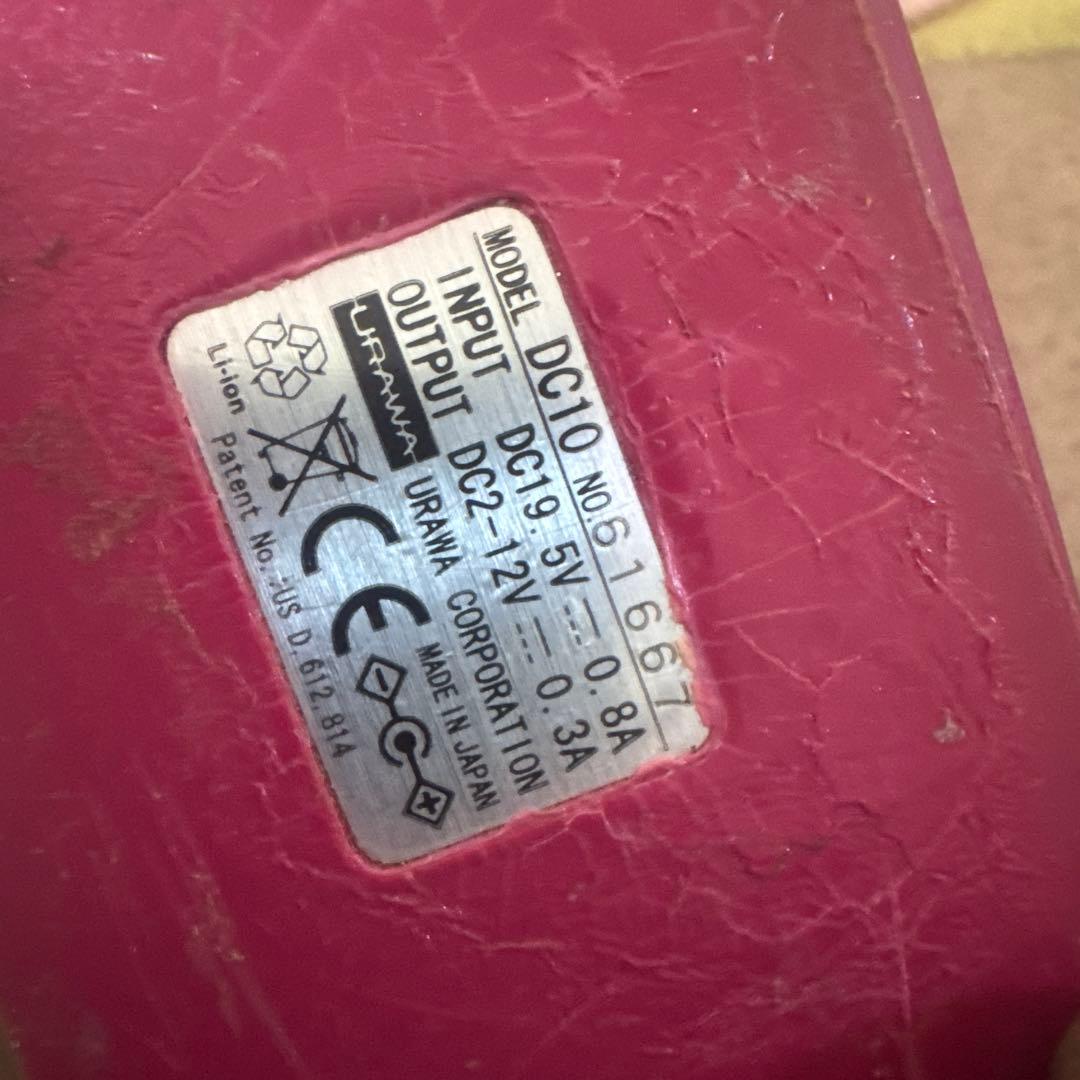 MODEL DC10 NO.61667
INPUT DC19.5V 0.8A
OUTPUT DC2-12V 0.3A
URAWA URAWA CORPORATION
MADE IN JAPAN
CE
- C +
Li-ion Patent No.:US D,612,814